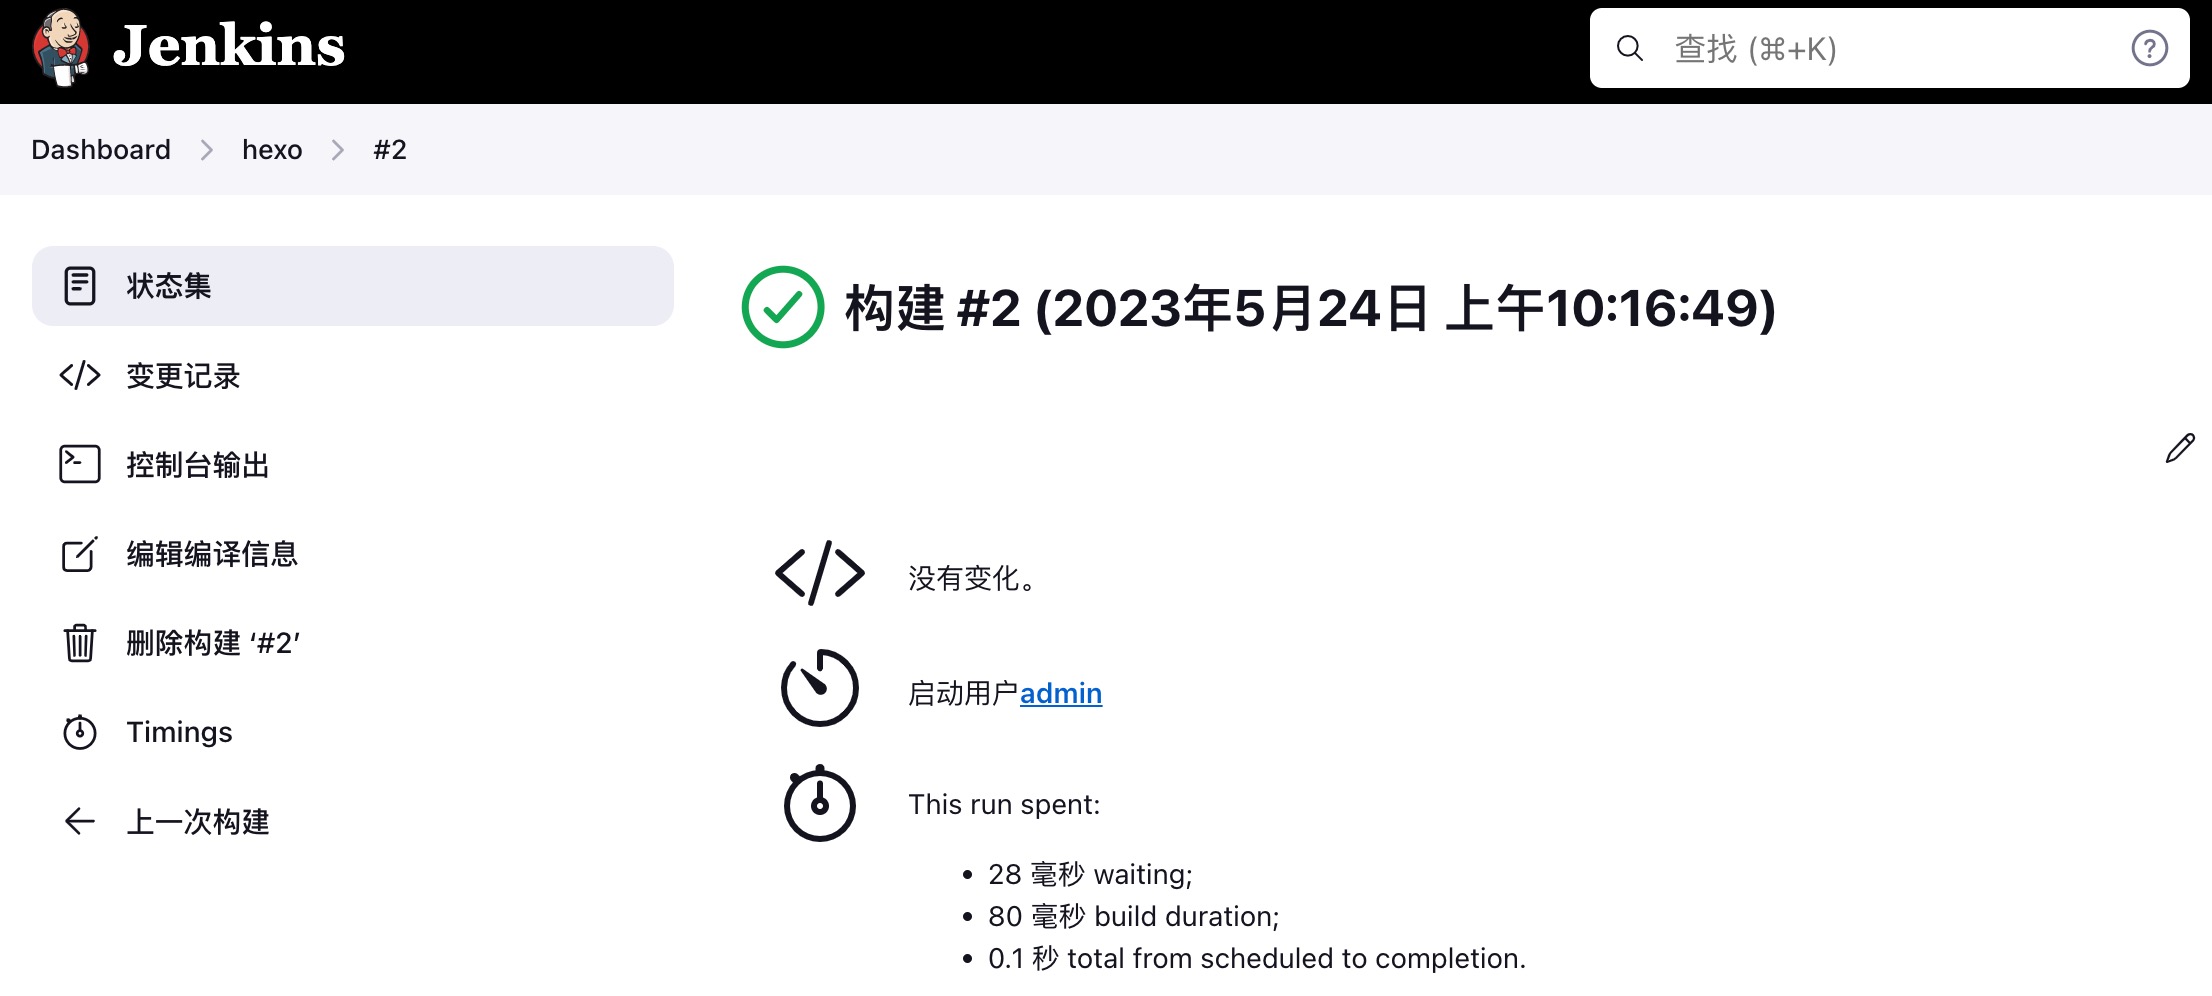 Jenkins
查找 (⌘+K)
Dashboard
hexo
#2
状态集
变更记录
控制台输出
编辑编译信息
删除构建 ‘#2’
Timings
上一次构建
构建 #2 (2023年5月24日 上午10:16:49)
没有变化。
启动用户admin
This run spent:
28 毫秒 waiting;
80 毫秒 build duration;
0.1 秒 total from scheduled to completion.